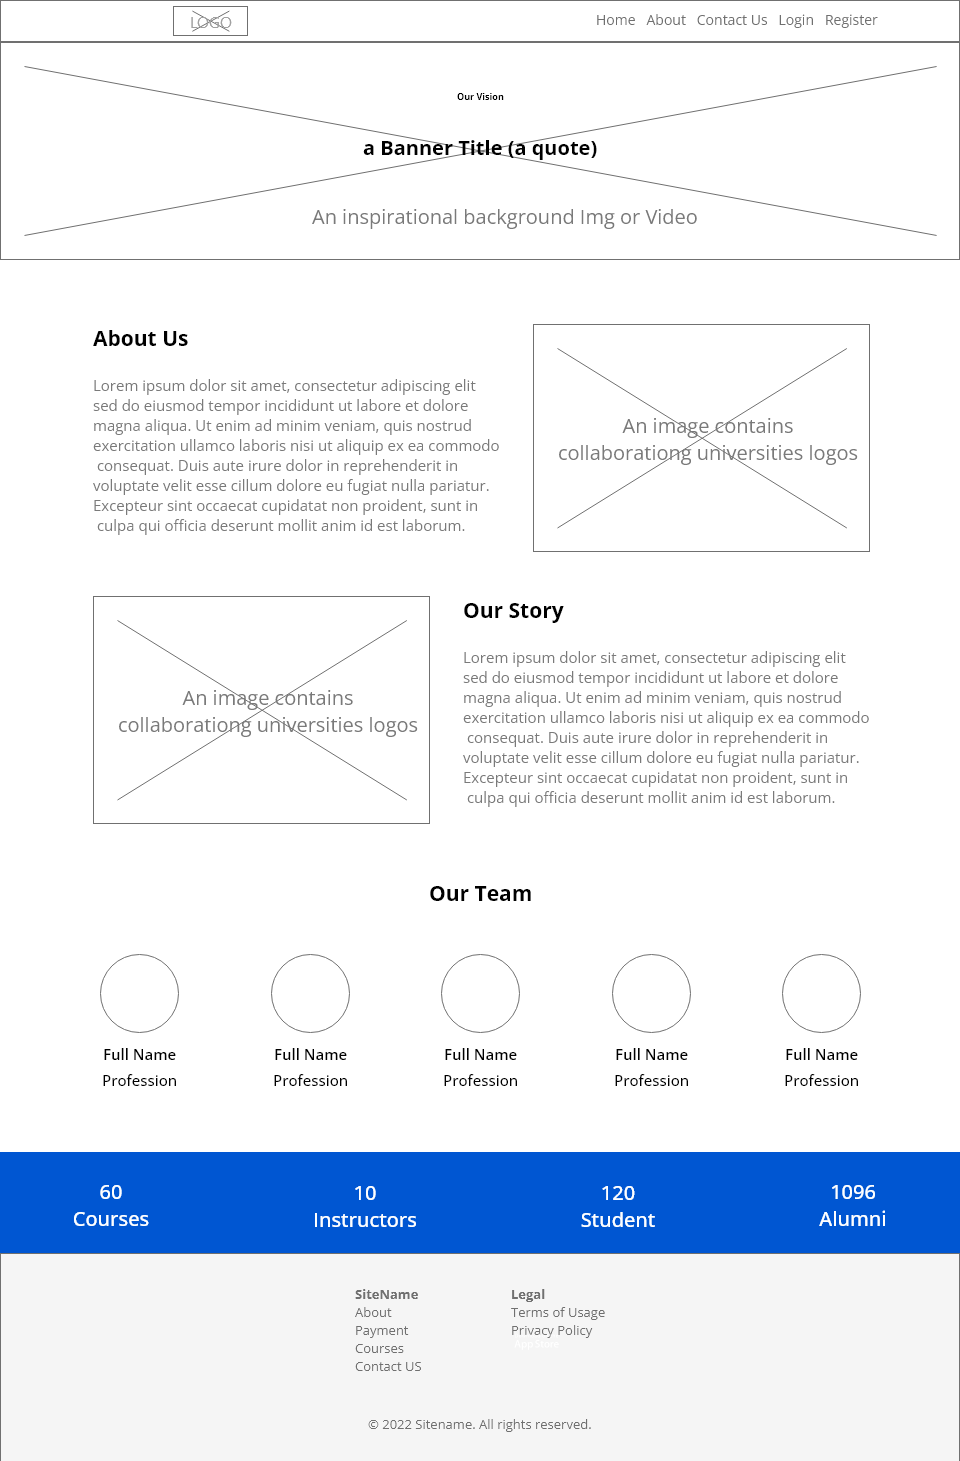 LOGO
Home About Contact Us Login Register
Our Vision
a Banner Title (a quote)
An inspirational background Img or Video
About Us
Lorem ipsum dolor sit amet, consectetur adipiscing elit
sed do eiusmod tempor incididunt ut labore et dolore
magna aliqua. Ut enim ad minim veniam, quis nostrud
exercitation ullamco laboris nisi ut aliquip ex ea commodo
consequat. Duis aute irure dolor in reprehenderit in
voluptate velit esse cillum dolore eu fugiat nulla pariatur.
Excepteur sint occaecat cupidatat non proident, sunt in
culpa qui officia deserunt mollit anim id est laborum.
An image contains
collaborationg universities logos
An image contains
collaborationg universities logos
Our Story
Lorem ipsum dolor sit amet, consectetur adipiscing elit
sed do eiusmod tempor incididunt ut labore et dolore
magna aliqua. Ut enim ad minim veniam, quis nostrud
exercitation ullamco laboris nisi ut aliquip ex ea commodo
consequat. Duis aute irure dolor in reprehenderit in
voluptate velit esse cillum dolore eu fugiat nulla pariatur.
Excepteur sint occaecat cupidatat non proident, sunt in
culpa qui officia deserunt mollit anim id est laborum.
Our Team
Full Name Full Name Full Name Full Name Full Name
Profession Profession Profession Profession Profession
60 10 120 1096
Courses Instructors Student Alumni
SiteName
About
Payment
Courses
Contact US
Legal
Terms of Usage
Privacy Policy
© 2022 Sitename. All rights reserved.